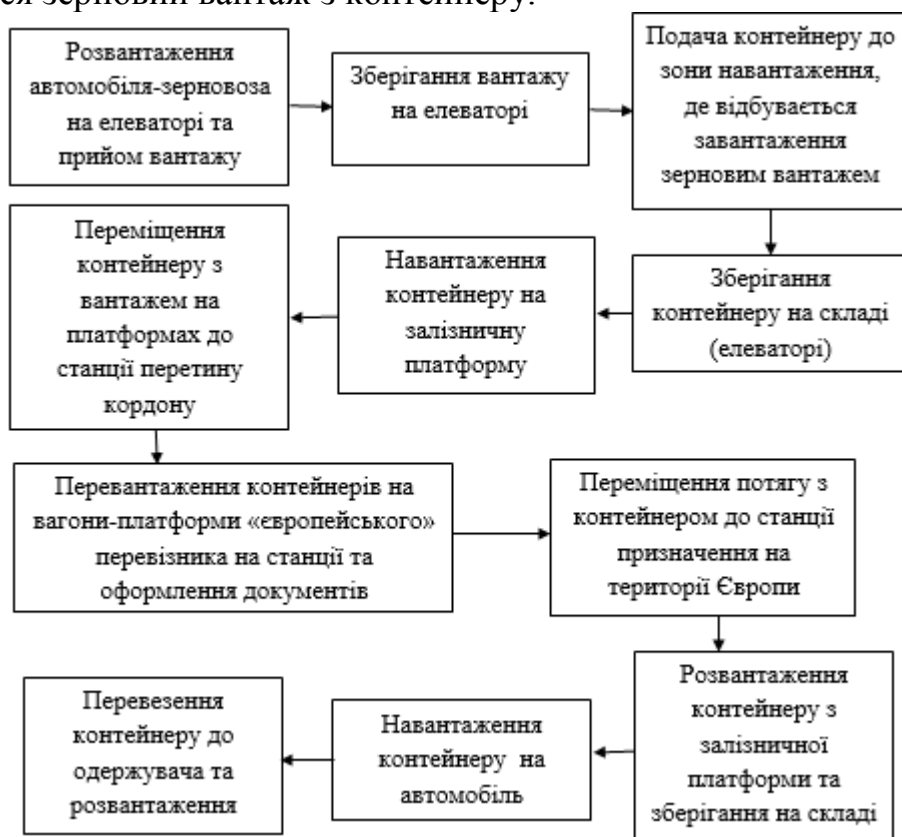 ся зерновий вантаж з контейнеру.
Розвантаження
автомобіля-зерновоза
на елеваторі та
прийом вантажу
Зберігання вантажу
на елеваторі
Подача контейнеру до
зони навантаження,
де відбувається
завантаження
зерновим вантажем
Зберігання
контейнеру на складі
(елеваторі)
Навантаження
контейнеру на
залізничну
платформу
Переміщення
контейнеру з
вантажем на
платформах до
станції перетину
кордону
Перевантаження контейнерів на
вагони-платформи «європейського»
перевізника на станції та
оформлення документів
Переміщення потягу з
контейнером до станції
призначення на
території Європи
Розвантаження
контейнеру з
залізничної
платформи та
зберігання на складі
Навантаження
контейнеру на
автомобіль
Перевезення
контейнеру до
одержувача та
розвантаження